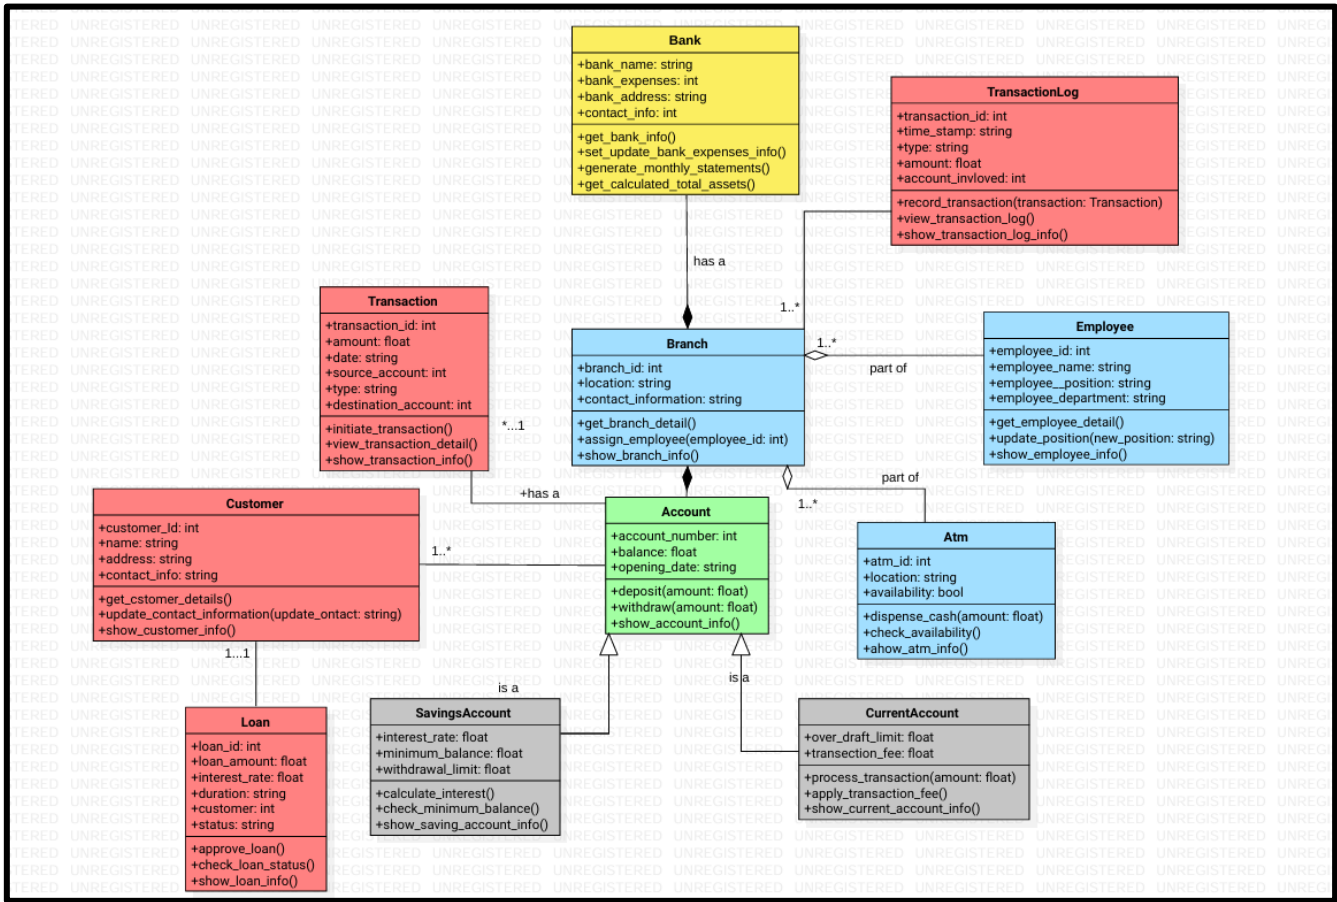 Bank
+bank_name: string
+bank_expenses: int
+bank_address: string
+contact_info: int
+get_bank_info()
+set_update_bank_expenses_info()
+generate_monthly_statements()
+get_calculated_total_assets()
TransactionLog
+transaction_id: int
+time_stamp: string
+type: string
+amount: float
+account_invloved: int
+record_transaction(transaction: Transaction)
+view_transaction_log()
+show_transaction_log_info()
has a
1..*
Transaction
+transaction_id: int
+amount: float
+date: string
+source_account: int
+type: string
+destination_account: int
+initiate_transaction()
+view_transaction_detail()
+show_transaction_info()
*...1
+has a
Branch
+branch_id: int
+location: string
+contact_information: string
+get_branch_detail()
+assign_employee(employee_id: int)
+show_branch_info()
1..*
part of
Employee
+employee_id: int
+employee_name: string
+employee__position: string
+employee_department: string
+get_employee_detail()
+update_position(new_position: string)
+show_employee_info()
part of
1..*
Customer
+customer_Id: int
+name: string
+address: string
+contact_info: string
+get_cstomer_details()
+update_contact_information(update_ontact: string)
+show_customer_info()
1..*
1...1
Account
+account_number: int
+balance: float
+opening_date: string
+deposit(amount: float)
+withdraw(amount: float)
+show_account_info()
Atm
+atm_id: int
+location: string
+availability: bool
+dispense_cash(amount: float)
+check_availability()
+ahow_atm_info()
is a
is a
Loan
+loan_id: int
+loan_amount: float
+interest_rate: float
+duration: string
+customer: int
+status: string
+approve_loan()
+check_loan_status()
+show_loan_info()
SavingsAccount
+interest_rate: float
+minimum_balance: float
+withdrawal_limit: float
+calculate_interest()
+check_minimum_balance()
+show_saving_account_info()
CurrentAccount
+over_draft_limit: float
+transection_fee: float
+process_transaction(amount: float)
+apply_transaction_fee()
+show_current_account_info()
UNREGISTERED